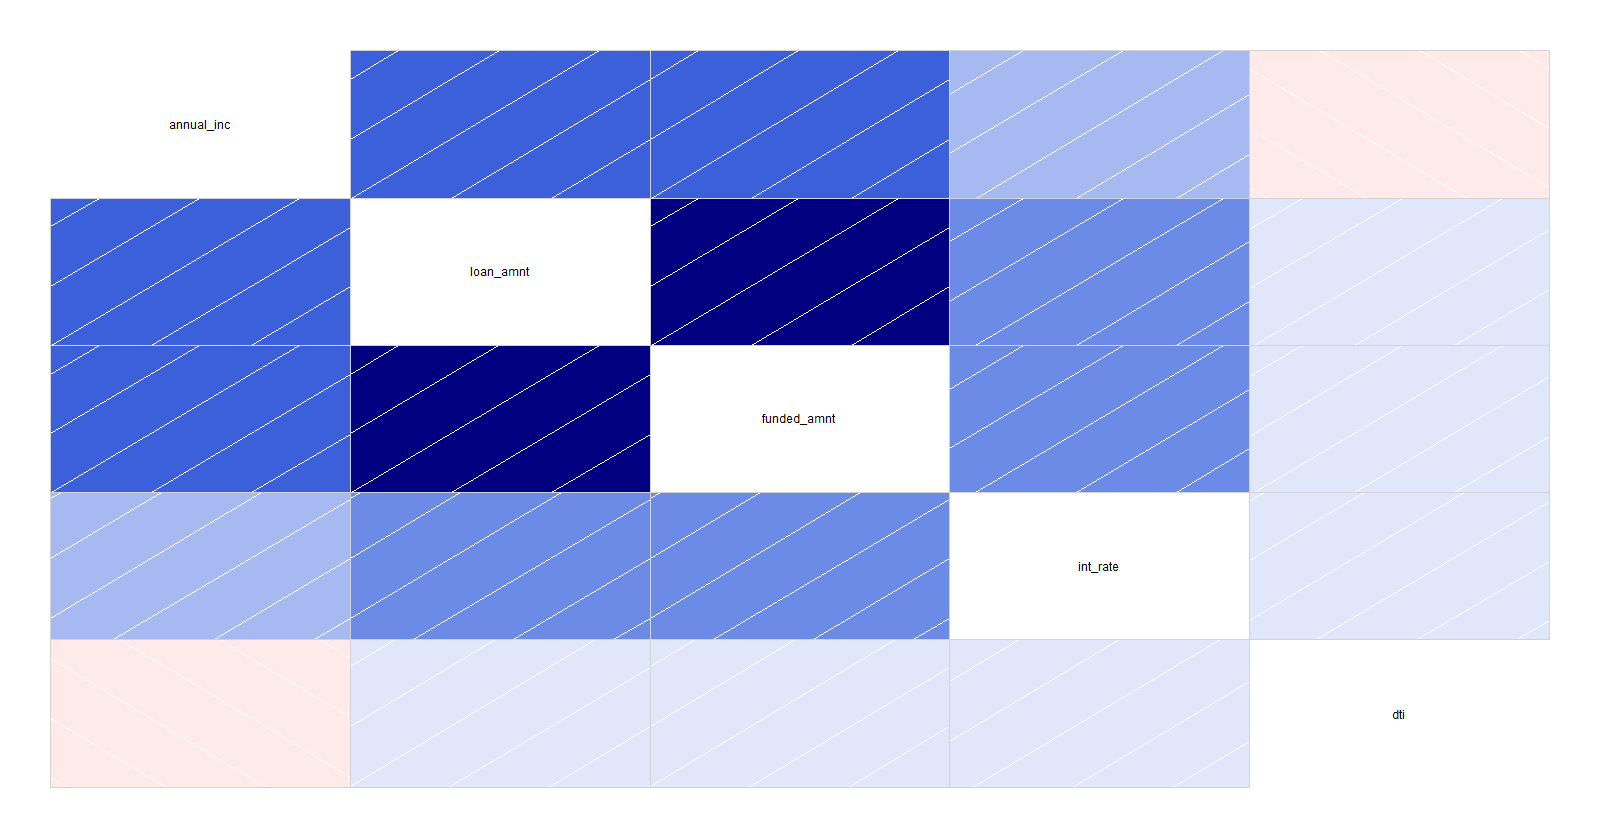 annual_inc
loan_amnt
funded_amnt
int_rate
dti